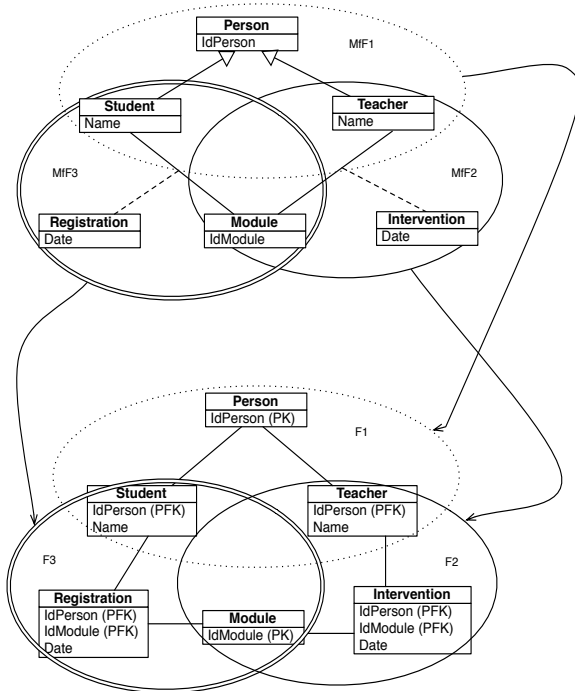 Person
IdPerson
MfF1
Student
Name
Teacher
Name
MfF3
MfF2
Registration
Date
Module
IdModule
Intervention
Date
Person
IdPerson (PK)
F1
Student
IdPerson (PFK)
Name
Teacher
IdPerson (PFK)
Name
F3
F2
Registration
IdPerson (PFK)
IdModule (PFK)
Date
Module
IdModule (PK)
Intervention
IdPerson (PFK)
IdModule (PFK)
Date